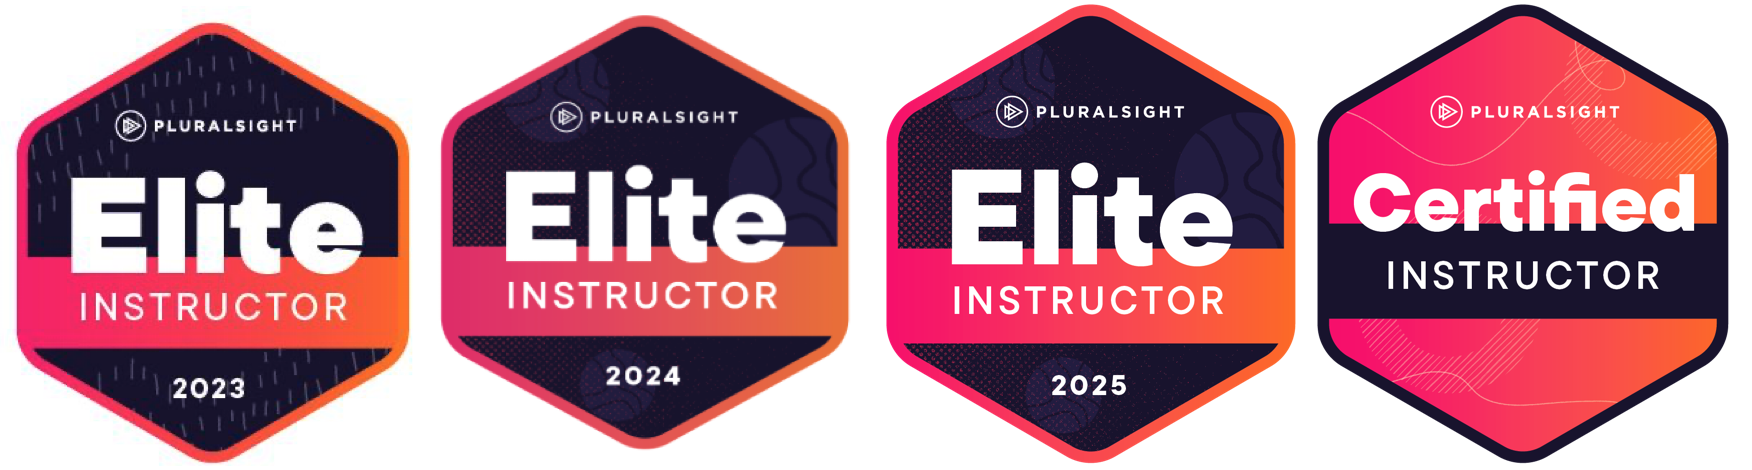 PLURALSIGHT
Elite
INSTRUCTOR
2023
PLURALSIGHT
Elite
INSTRUCTOR
2024
PLURALSIGHT
Elite
INSTRUCTOR
2025
PLURALSIGHT
Certified
INSTRUCTOR